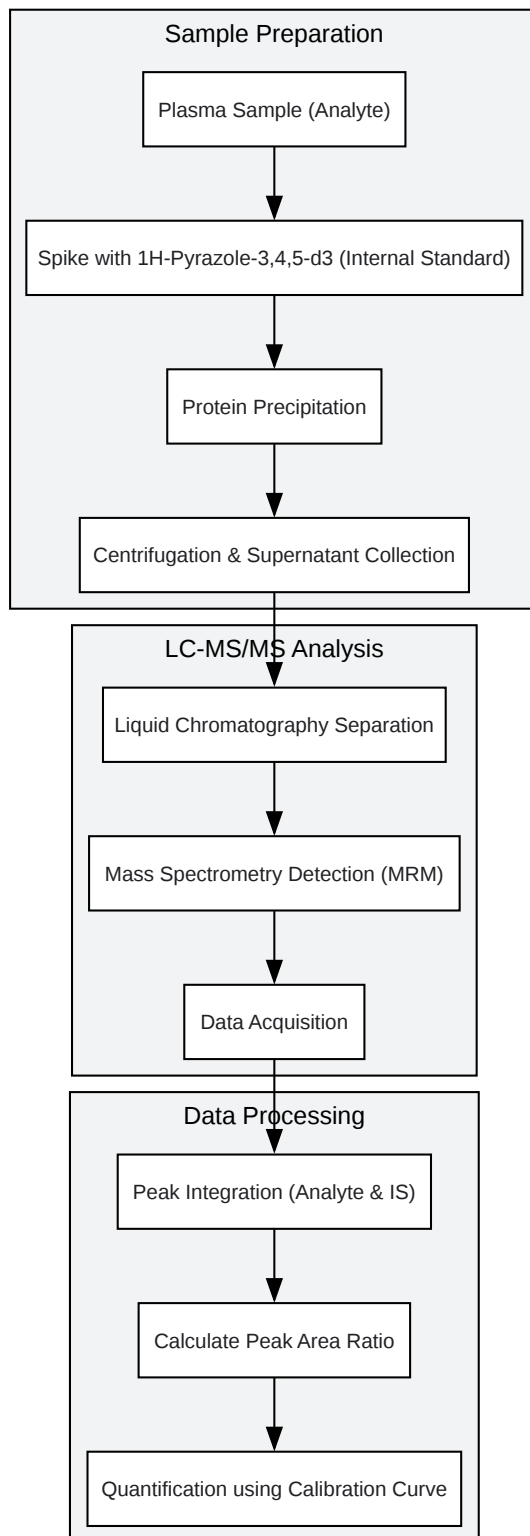 Sample Preparation
Plasma Sample (Analyte)
Spike with 1H-Pyrazole-3,4,5-d3 (Internal Standard)
Protein Precipitation
Centrifugation & Supernatant Collection
LC-MS/MS Analysis
Liquid Chromatography Separation
Mass Spectrometry Detection (MRM)
Data Acquisition
Data Processing
Peak Integration (Analyte & IS)
Calculate Peak Area Ratio
Quantification using Calibration Curve